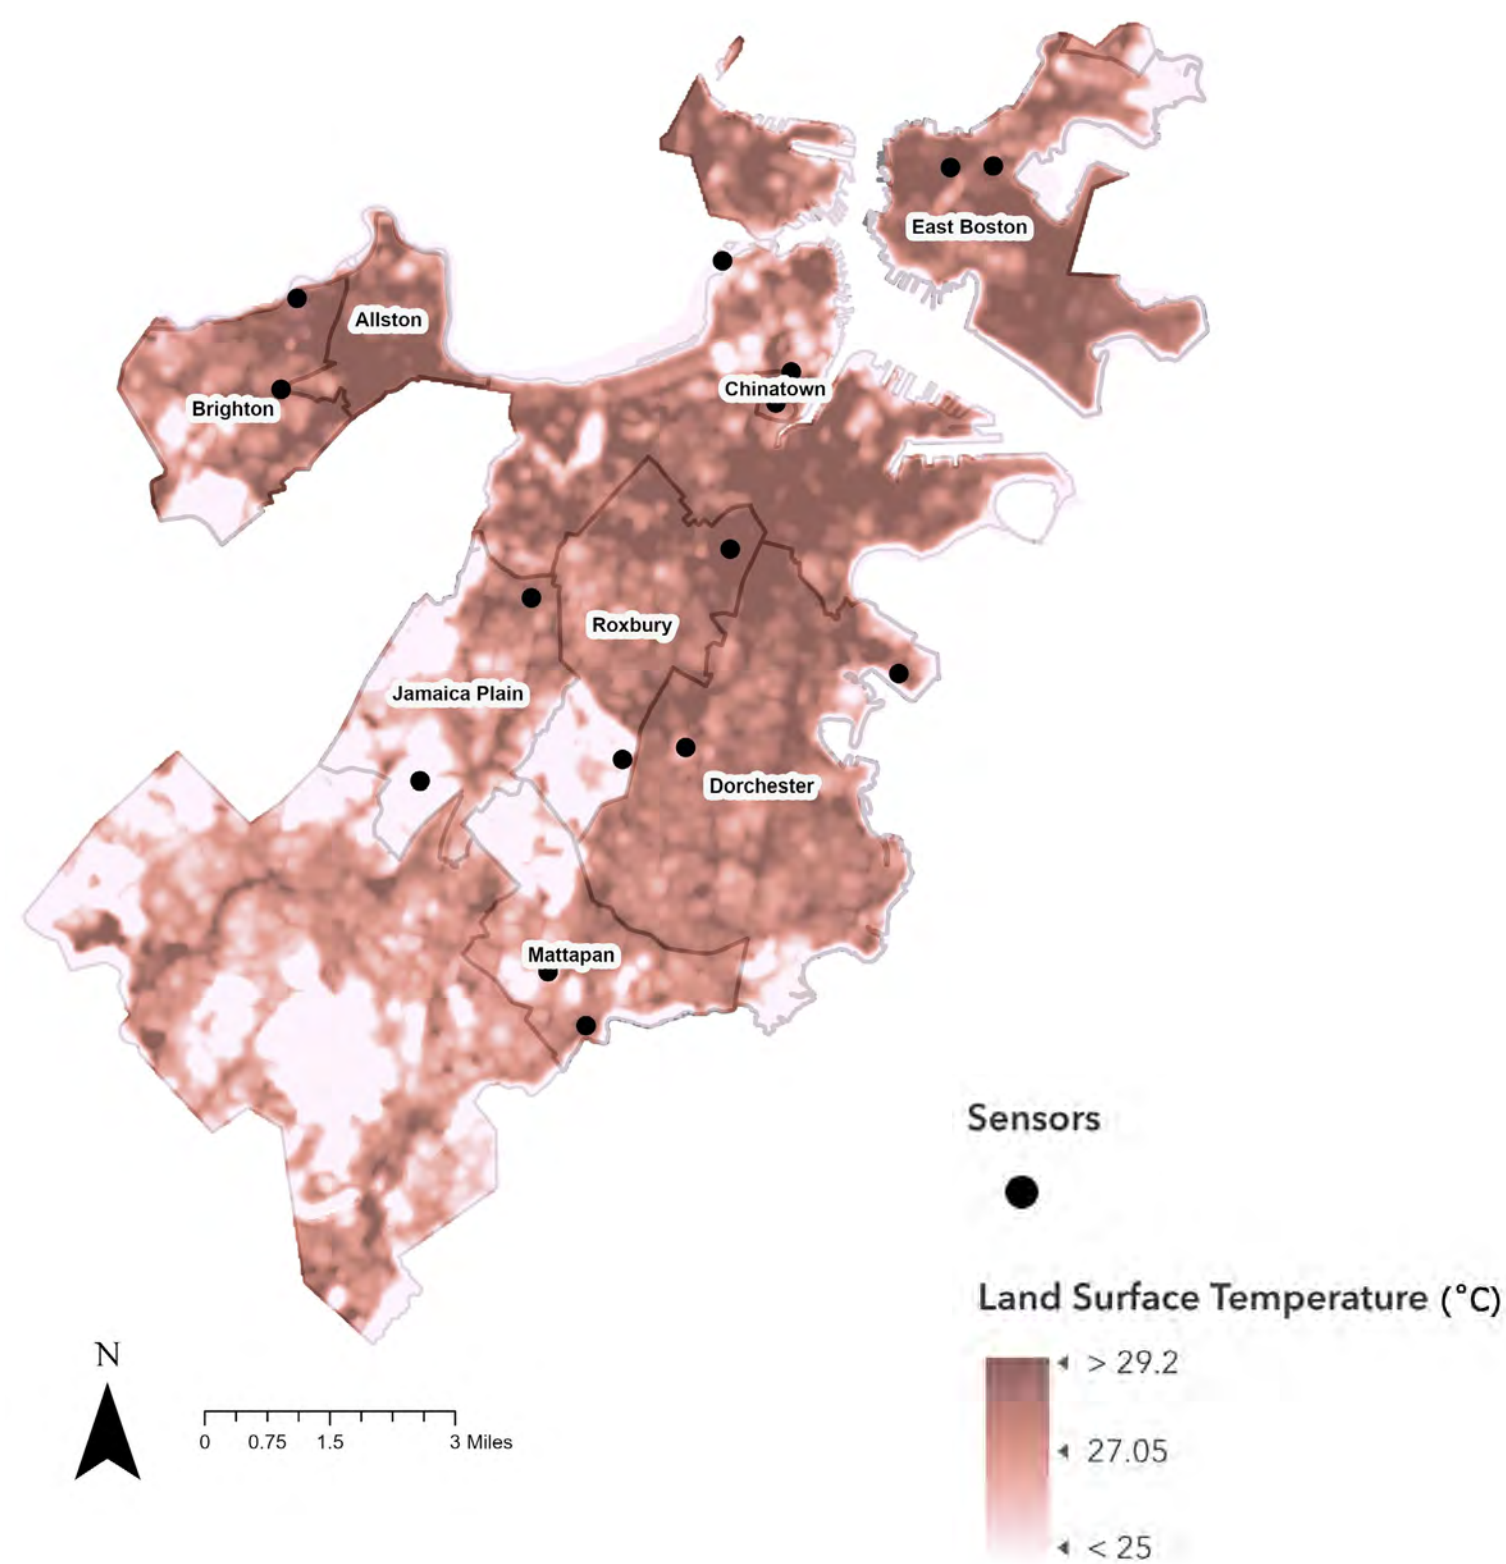 East Boston
Allston
Chinatown
Brighton
Roxbury
Jamaica Plain
Dorchester
Mattapan
Sensors
Land Surface Temperature (°C)
> 29.2
27.05
< 25
N
0 0.75 1.5 3 Miles